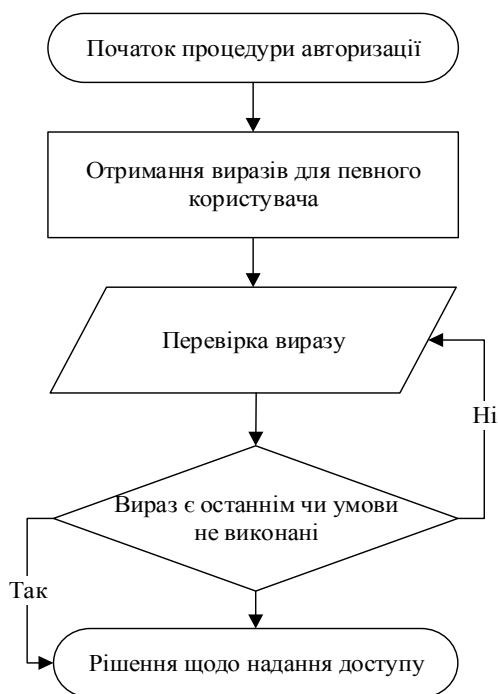 Початок процедури авторизації
Отримання виразів для певного
користувача
Перевірка виразу
Ні
Вираз є останнім чи умови
не виконані
Так
Рішення щодо надання доступу